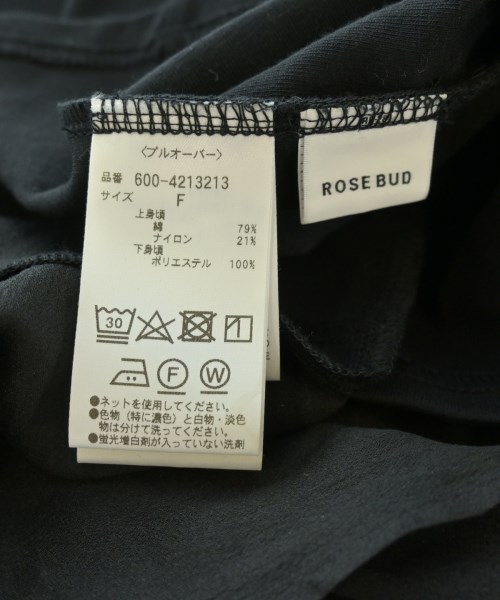 〈プルオーバー〉
品番 600-4213213
サイズ F
上身頃
綿 79%
ナイロン 21%
下身頃
ポリエステル 100%
30
F W
●ネットを使用してください。
●色物（特に濃色）と白物・淡色
物は分けて洗ってください。
●蛍光増白剤が入っていない洗剤
ROSE BUD